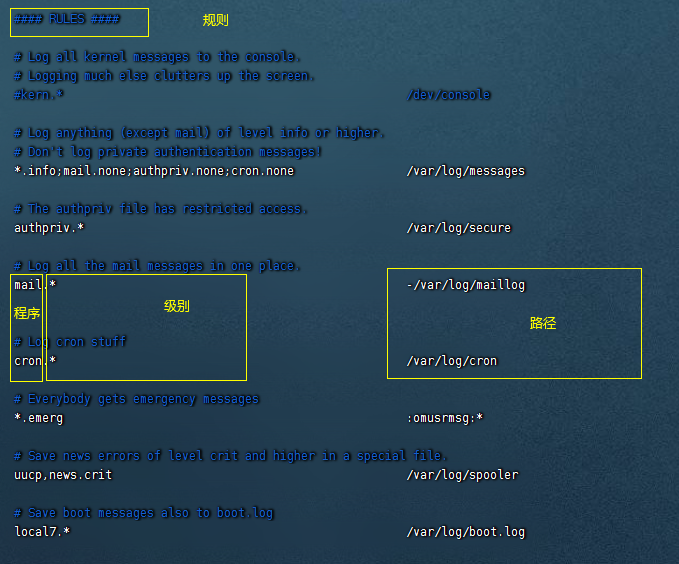 #### RULES #### 规则
# Log all kernel messages to the console.
# Logging much else clutters up the screen.
#kern.* /dev/console
# Log anything (except mail) of level info or higher.
# Don't log private authentication messages!
*.info;mail.none;authpriv.none;cron.none /var/log/messages
# The authpriv file has restricted access.
authpriv.* /var/log/secure
# Log all the mail messages in one place.
mail.* -/var/log/maillog
程序 级别 路径
# Log cron stuff
cron.* /var/log/cron
# Everybody gets emergency messages
*.emerg :omusrmsg:*
# Save news errors of level crit and higher in a special file.
uucp,news.crit /var/log/spooler
# Save boot messages also to boot.log
local7.* /var/log/boot.log